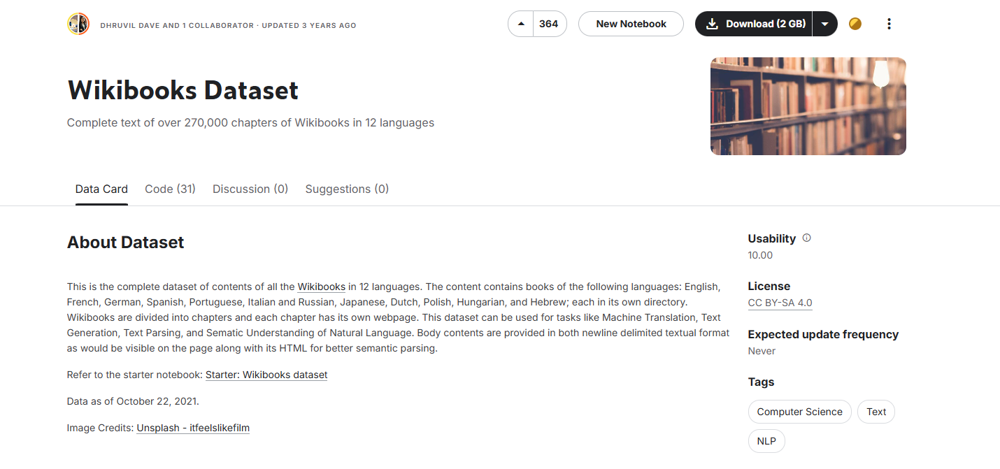 DHRUVIL DAVE AND 1 COLLABORATOR · UPDATED 3 YEARS AGO
364
New Notebook
Download (2 GB)
Wikibooks Dataset
Complete text of over 270,000 chapters of Wikibooks in 12 languages
Data Card
Code (31)
Discussion (0)
Suggestions (0)
About Dataset
This is the complete dataset of contents of all the Wikibooks in 12 languages. The content contains books of the following languages: English,
French, German, Spanish, Portuguese, Italian and Russian, Japanese, Dutch, Polish, Hungarian, and Hebrew; each in its own directory.
Wikibooks are divided into chapters and each chapter has its own webpage. This dataset can be used for tasks like Machine Translation, Text
Generation, Text Parsing, and Sematic Understanding of Natural Language. Body contents are provided in both newline delimited textual format
as would be visible on the page along with its HTML for better semantic parsing.
Refer to the starter notebook: Starter: Wikibooks dataset
Data as of October 22, 2021.
Image Credits: Unsplash - itfeelslikefilm
Usability
10.00
License
CC BY-SA 4.0
Expected update frequency
Never
Tags
Computer Science
Text
NLP